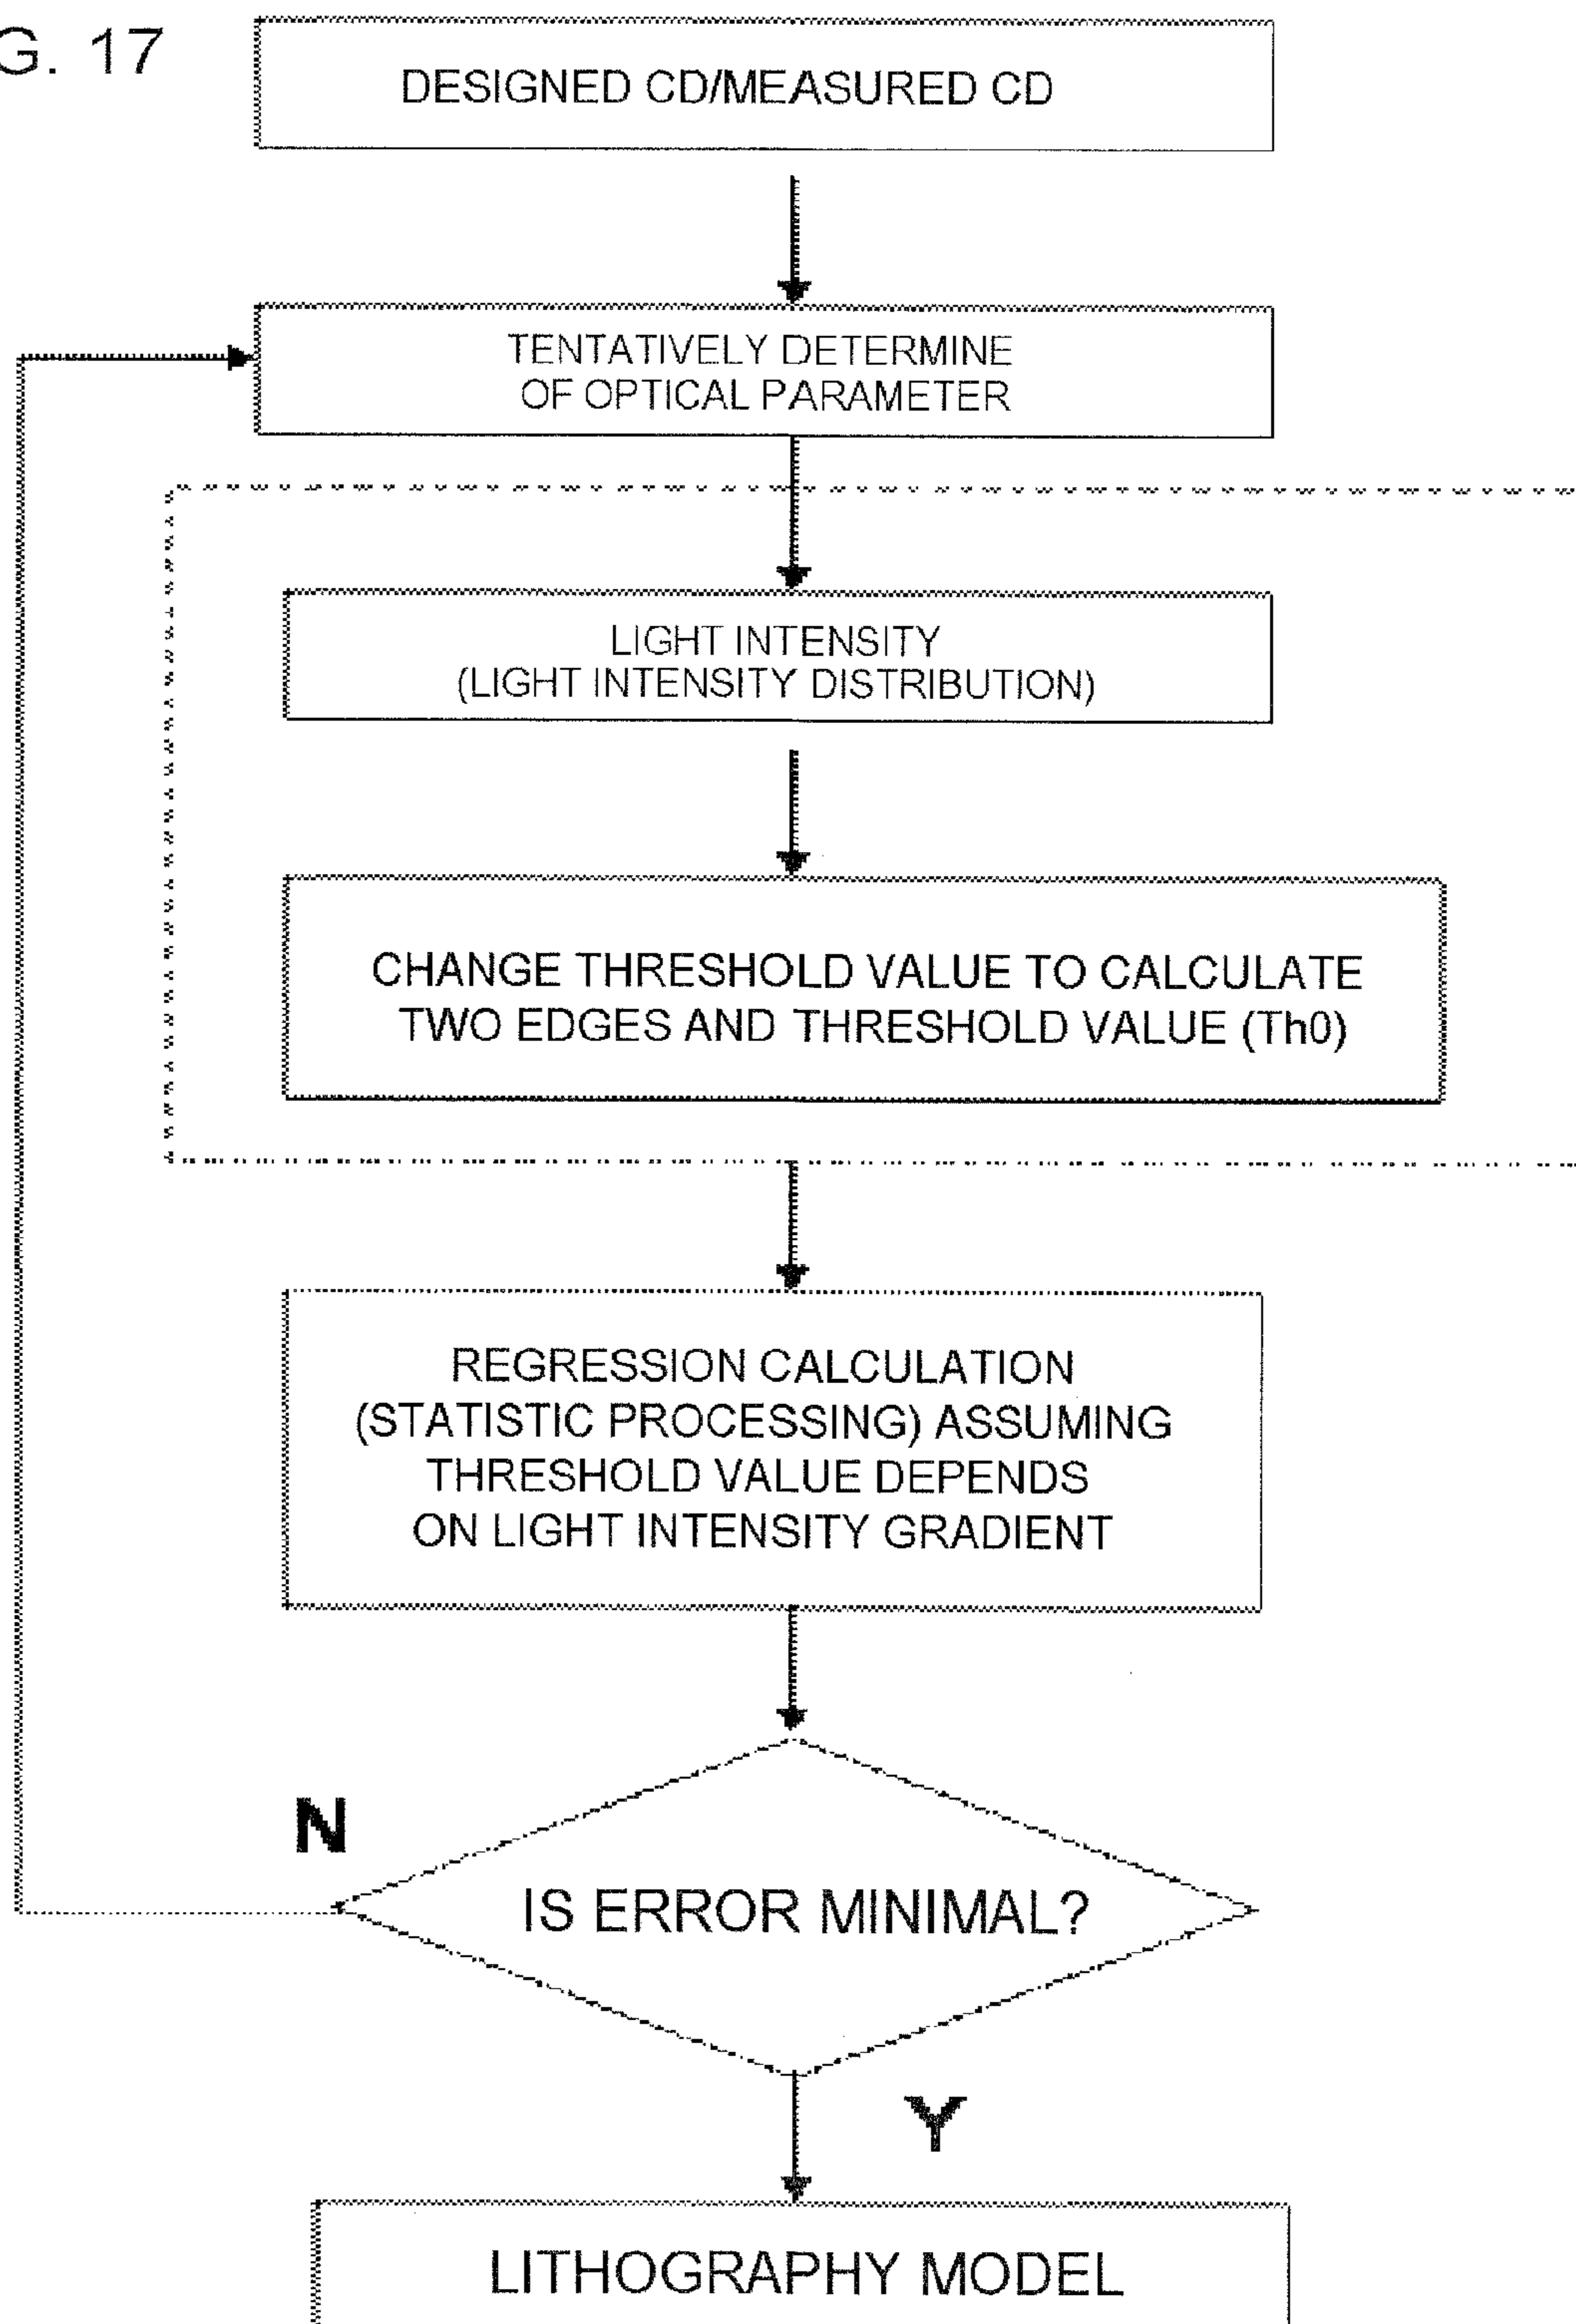 G. 17
DESIGNED CD/MEASURED CD
TENTATIVELY DETERMINE
OF OPTICAL PARAMETER
LIGHT INTENSITY
(LIGHT INTENSITY DISTRIBUTION)
CHANGE THRESHOLD VALUE TO CALCULATE
TWO EDGES AND THRESHOLD VALUE (Th0)
REGRESSION CALCULATION
(STATISTIC PROCESSING) ASSUMING
THRESHOLD VALUE DEPENDS
ON LIGHT INTENSITY GRADIENT
N
IS ERROR MINIMAL?
Y
LITHOGRAPHY MODEL